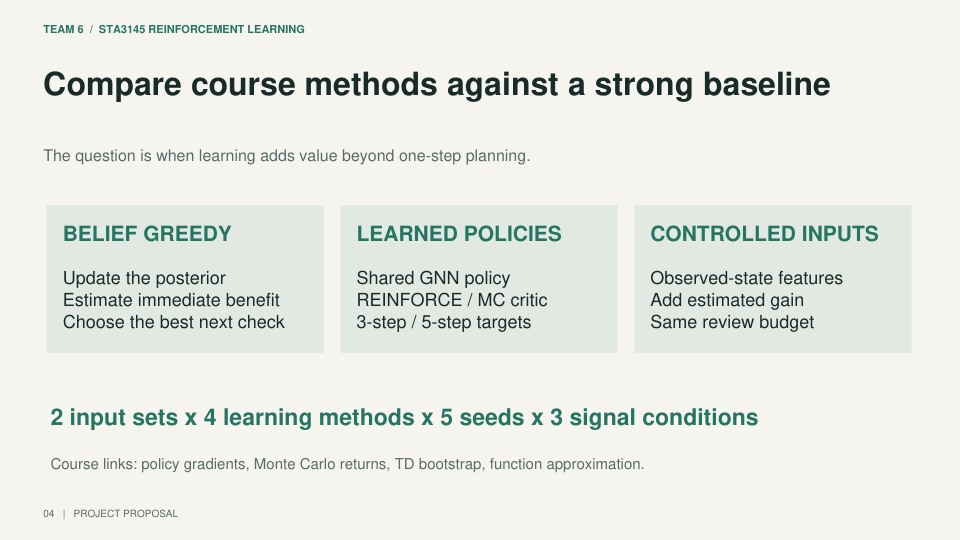 TEAM 6 / STA3145 REINFORCEMENT LEARNING
Compare course methods against a strong baseline
The question is when learning adds value beyond one-step planning.
BELIEF GREEDY
Update the posterior
Estimate immediate benefit
Choose the best next check
LEARNED POLICIES
Shared GNN policy
REINFORCE / MC critic
3-step / 5-step targets
CONTROLLED INPUTS
Observed-state features
Add estimated gain
Same review budget
2 input sets x 4 learning methods x 5 seeds x 3 signal conditions
Course links: policy gradients, Monte Carlo returns, TD bootstrap, function approximation.
04 | PROJECT PROPOSAL